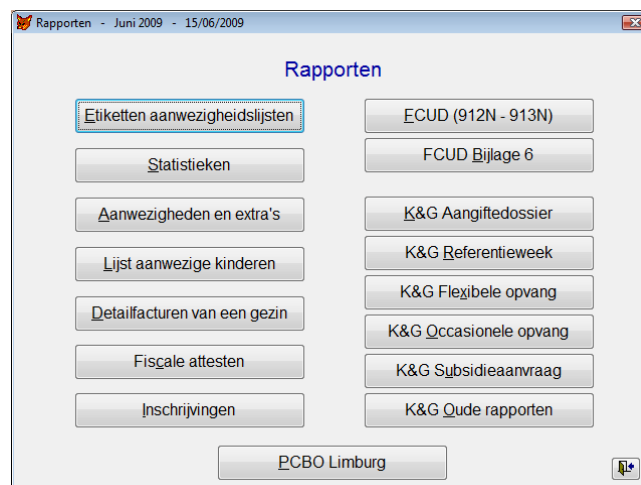 Rapporten - Juni 2009 - 15/06/2009
Rapporten
Etiketten aanwezigheidslijsten
Statistieken
Aanwezigheden en extra's
Lijst aanwezige kinderen
Detailfacturen van een gezin
Fiscale attesten
Inschrijvingen
FCUD (912N - 913N)
FCUD Bijlage 6
K&G Aangiftedossier
K&G Referentieweek
K&G Flexibele opvang
K&G Occasionele opvang
K&G Subsidieaanvraag
K&G Oude rapporten
PCBO Limburg